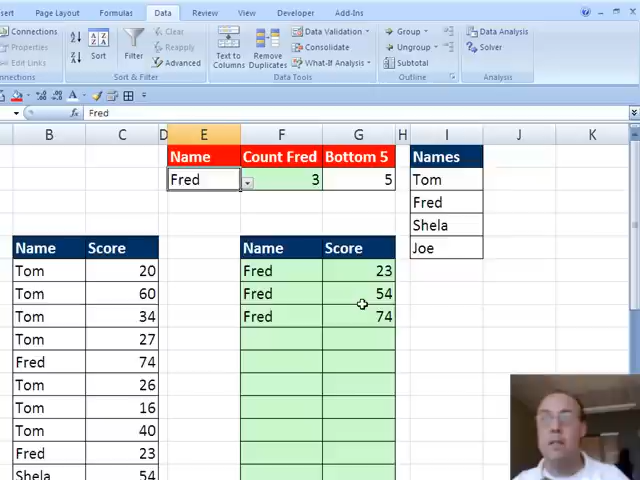 nsert Page Layout Formulas Data Review View Developer Add-Ins
Connections Clear Data Validation Group Data Analysis
Properties Reapply Consolidate Ungroup Solver
Edit Links Sort Filter Advanced Text to Columns Remove Duplicates What-If Analysis Subtotal
nnections Sort & Filter Data Tools Outline Analysis
fx Fred
B C D E F G H I J K
Name Count Fred Bottom 5 Names
Fred 3 5 Tom
Fred
Shela
Name Score Name Score Joe
Tom 20 Fred 23
Tom 60 Fred 54
Tom 34 Fred 74
Tom 27
Fred 74
Tom 26
Tom 16
Tom 40
Fred 23
Shela 54